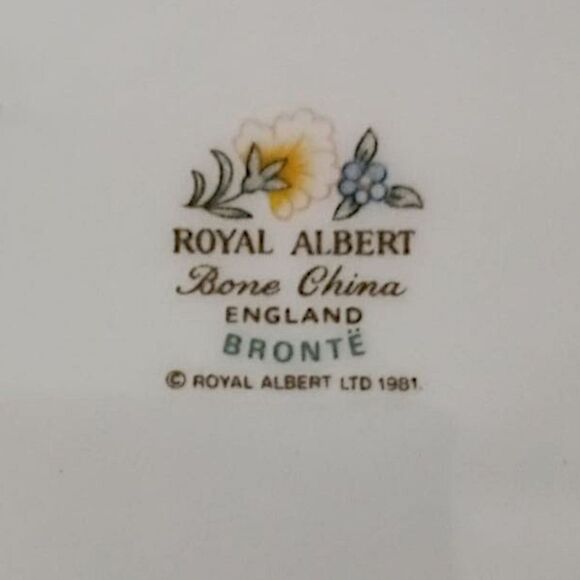 ROYAL ALBERT
Bone China
ENGLAND
BRONTË
© ROYAL ALBERT LTD 1981.